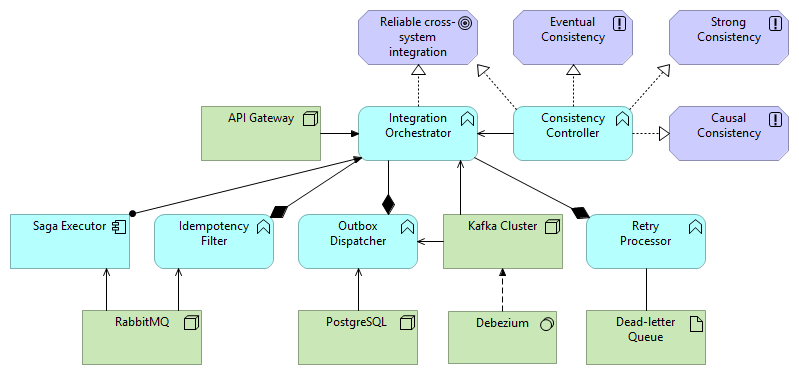 Reliable cross-
system
integration
Eventual
Consistency
Strong
Consistency
API Gateway
Integration
Orchestrator
Consistency
Controller
Causal
Consistency
Saga Executor
Idempotency
Filter
Outbox
Dispatcher
Kafka Cluster
Retry
Processor
RabbitMQ
PostgreSQL
Debezium
Dead-letter
Queue